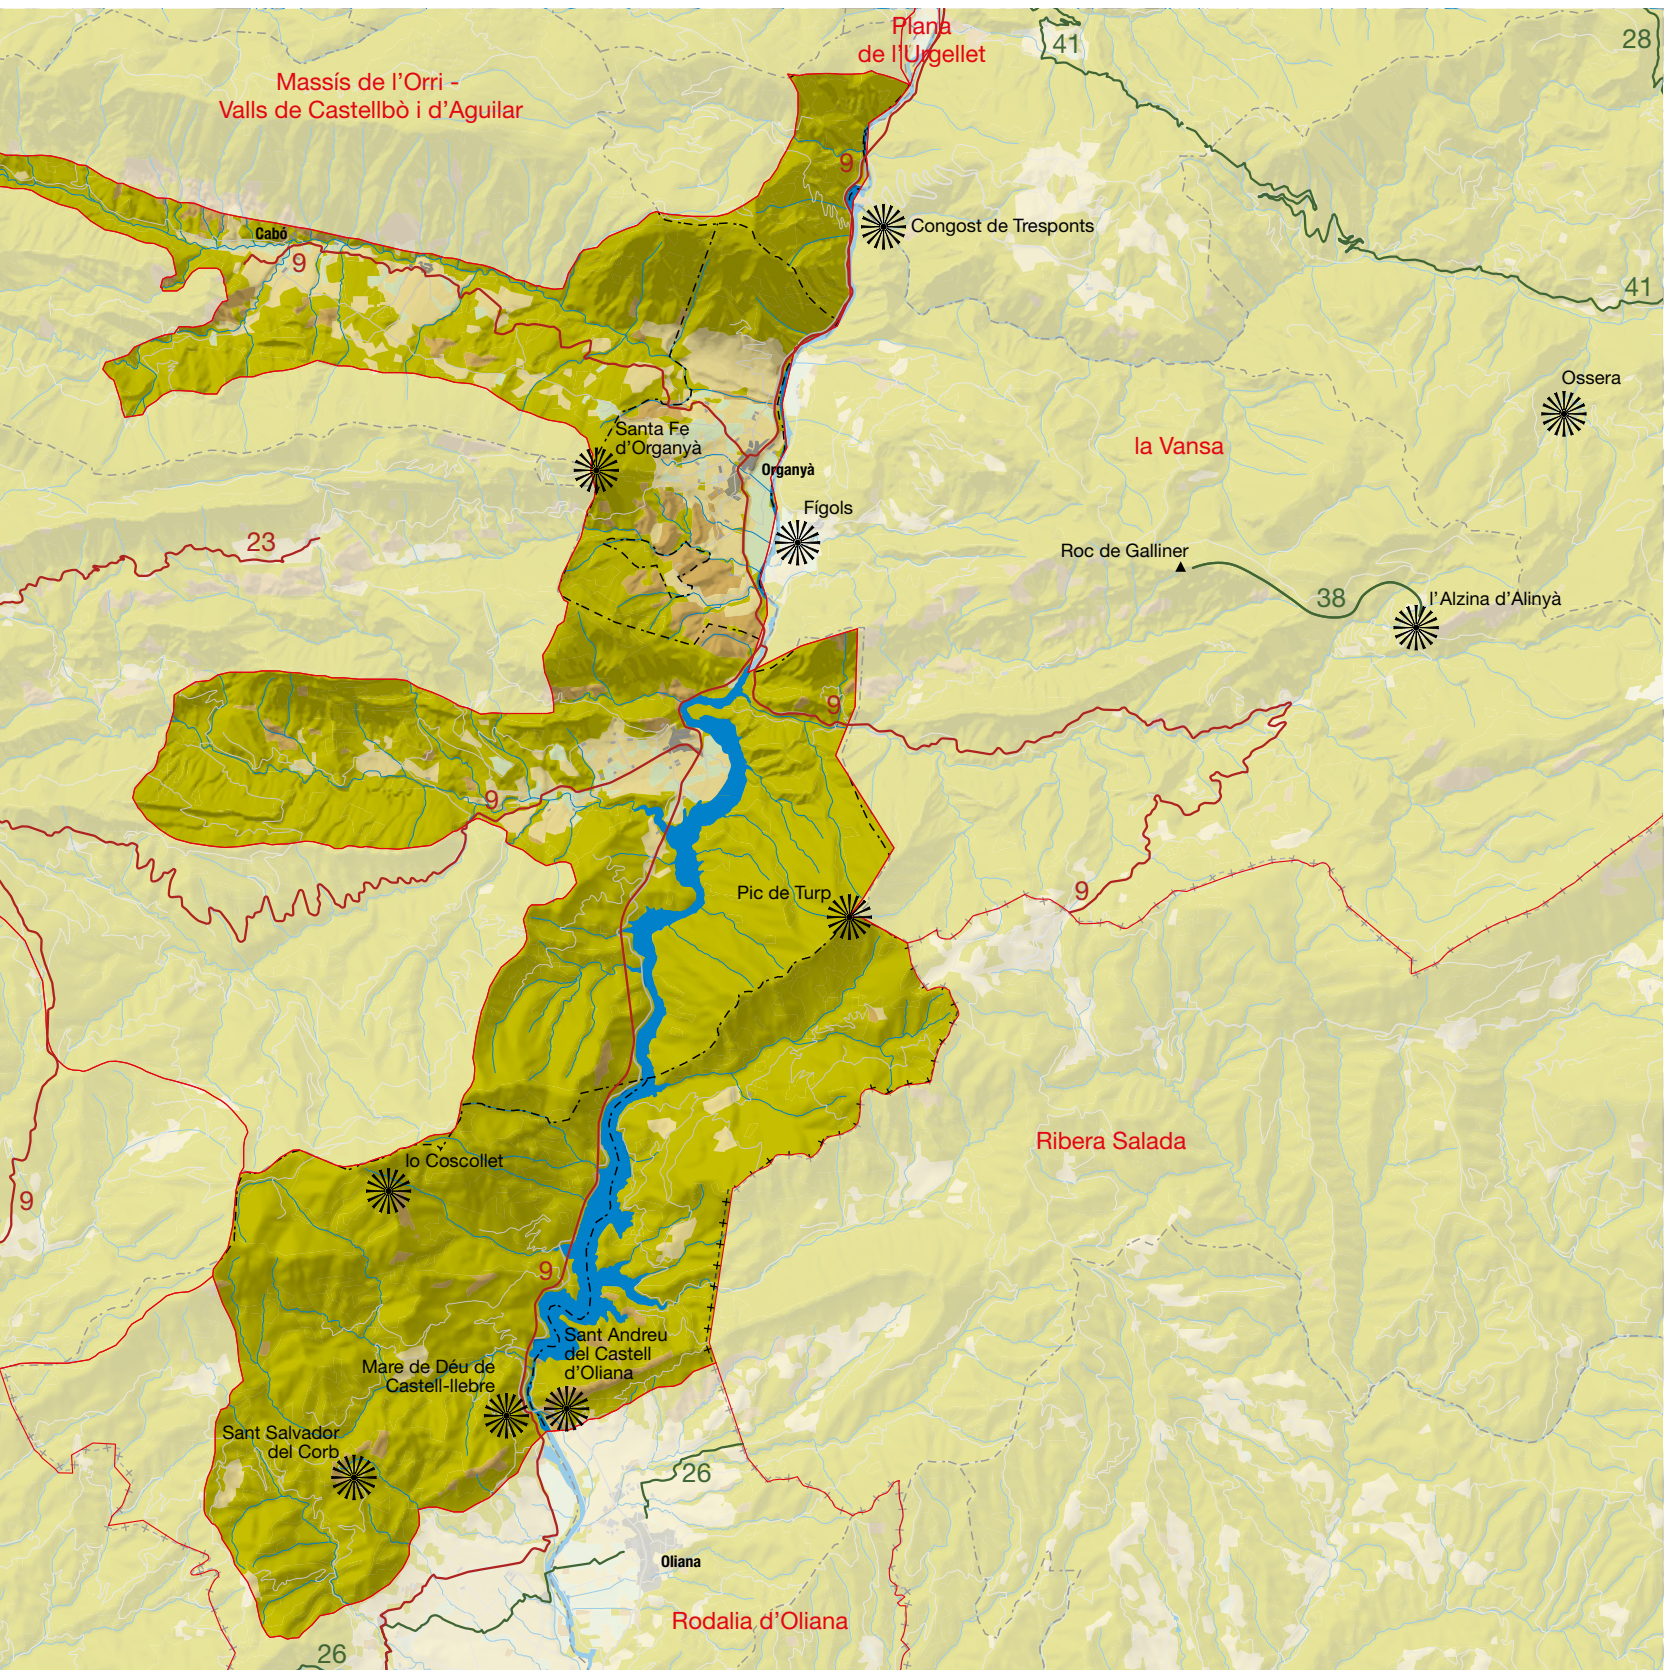 Plana
de l'Urgellet
41
28
Massís de l'Orri -
Valls de Castellbò i d'Aguilar
9
Congost de Tresponts
Cabó
9
41
Ossera
Santa Fe
d'Organyà
la Vansa
Organyà
Fígols
23
Roc de Galliner
38
l'Alzina d'Alinyà
9
9
Pic de Turp
9
Ribera Salada
lo Coscollet
9
9
Sant Andreu
del Castell
d'Oliana
Mare de Déu de
Castell-llebre
Sant Salvador
del Corb
26
Oliana
Rodalia d'Oliana
26